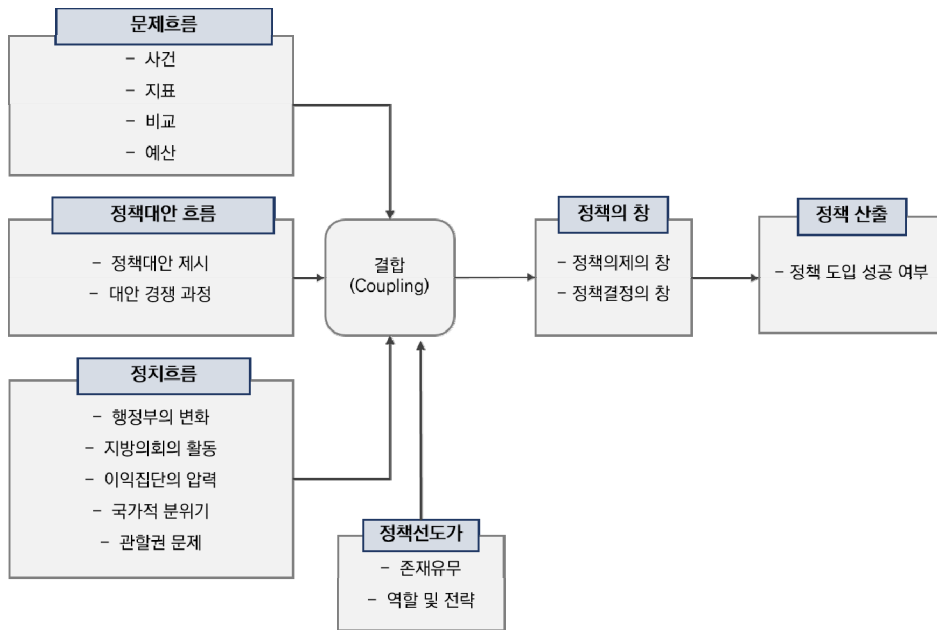 문제흐름
– 사건
– 지표
– 비교
– 예산
정책대안 흐름
– 정책대안 제시
– 대안 경쟁 과정
정치흐름
– 행정부의 변화
– 지방의회의 활동
– 이익집단의 압력
– 국가적 분위기
– 관할권 문제
결합
(Coupling)
정책선도가
– 존재유무
– 역할 및 전략
정책의 창
– 정책의제의 창
– 정책결정의 창
정책 산출
– 정책 도입 성공 여부